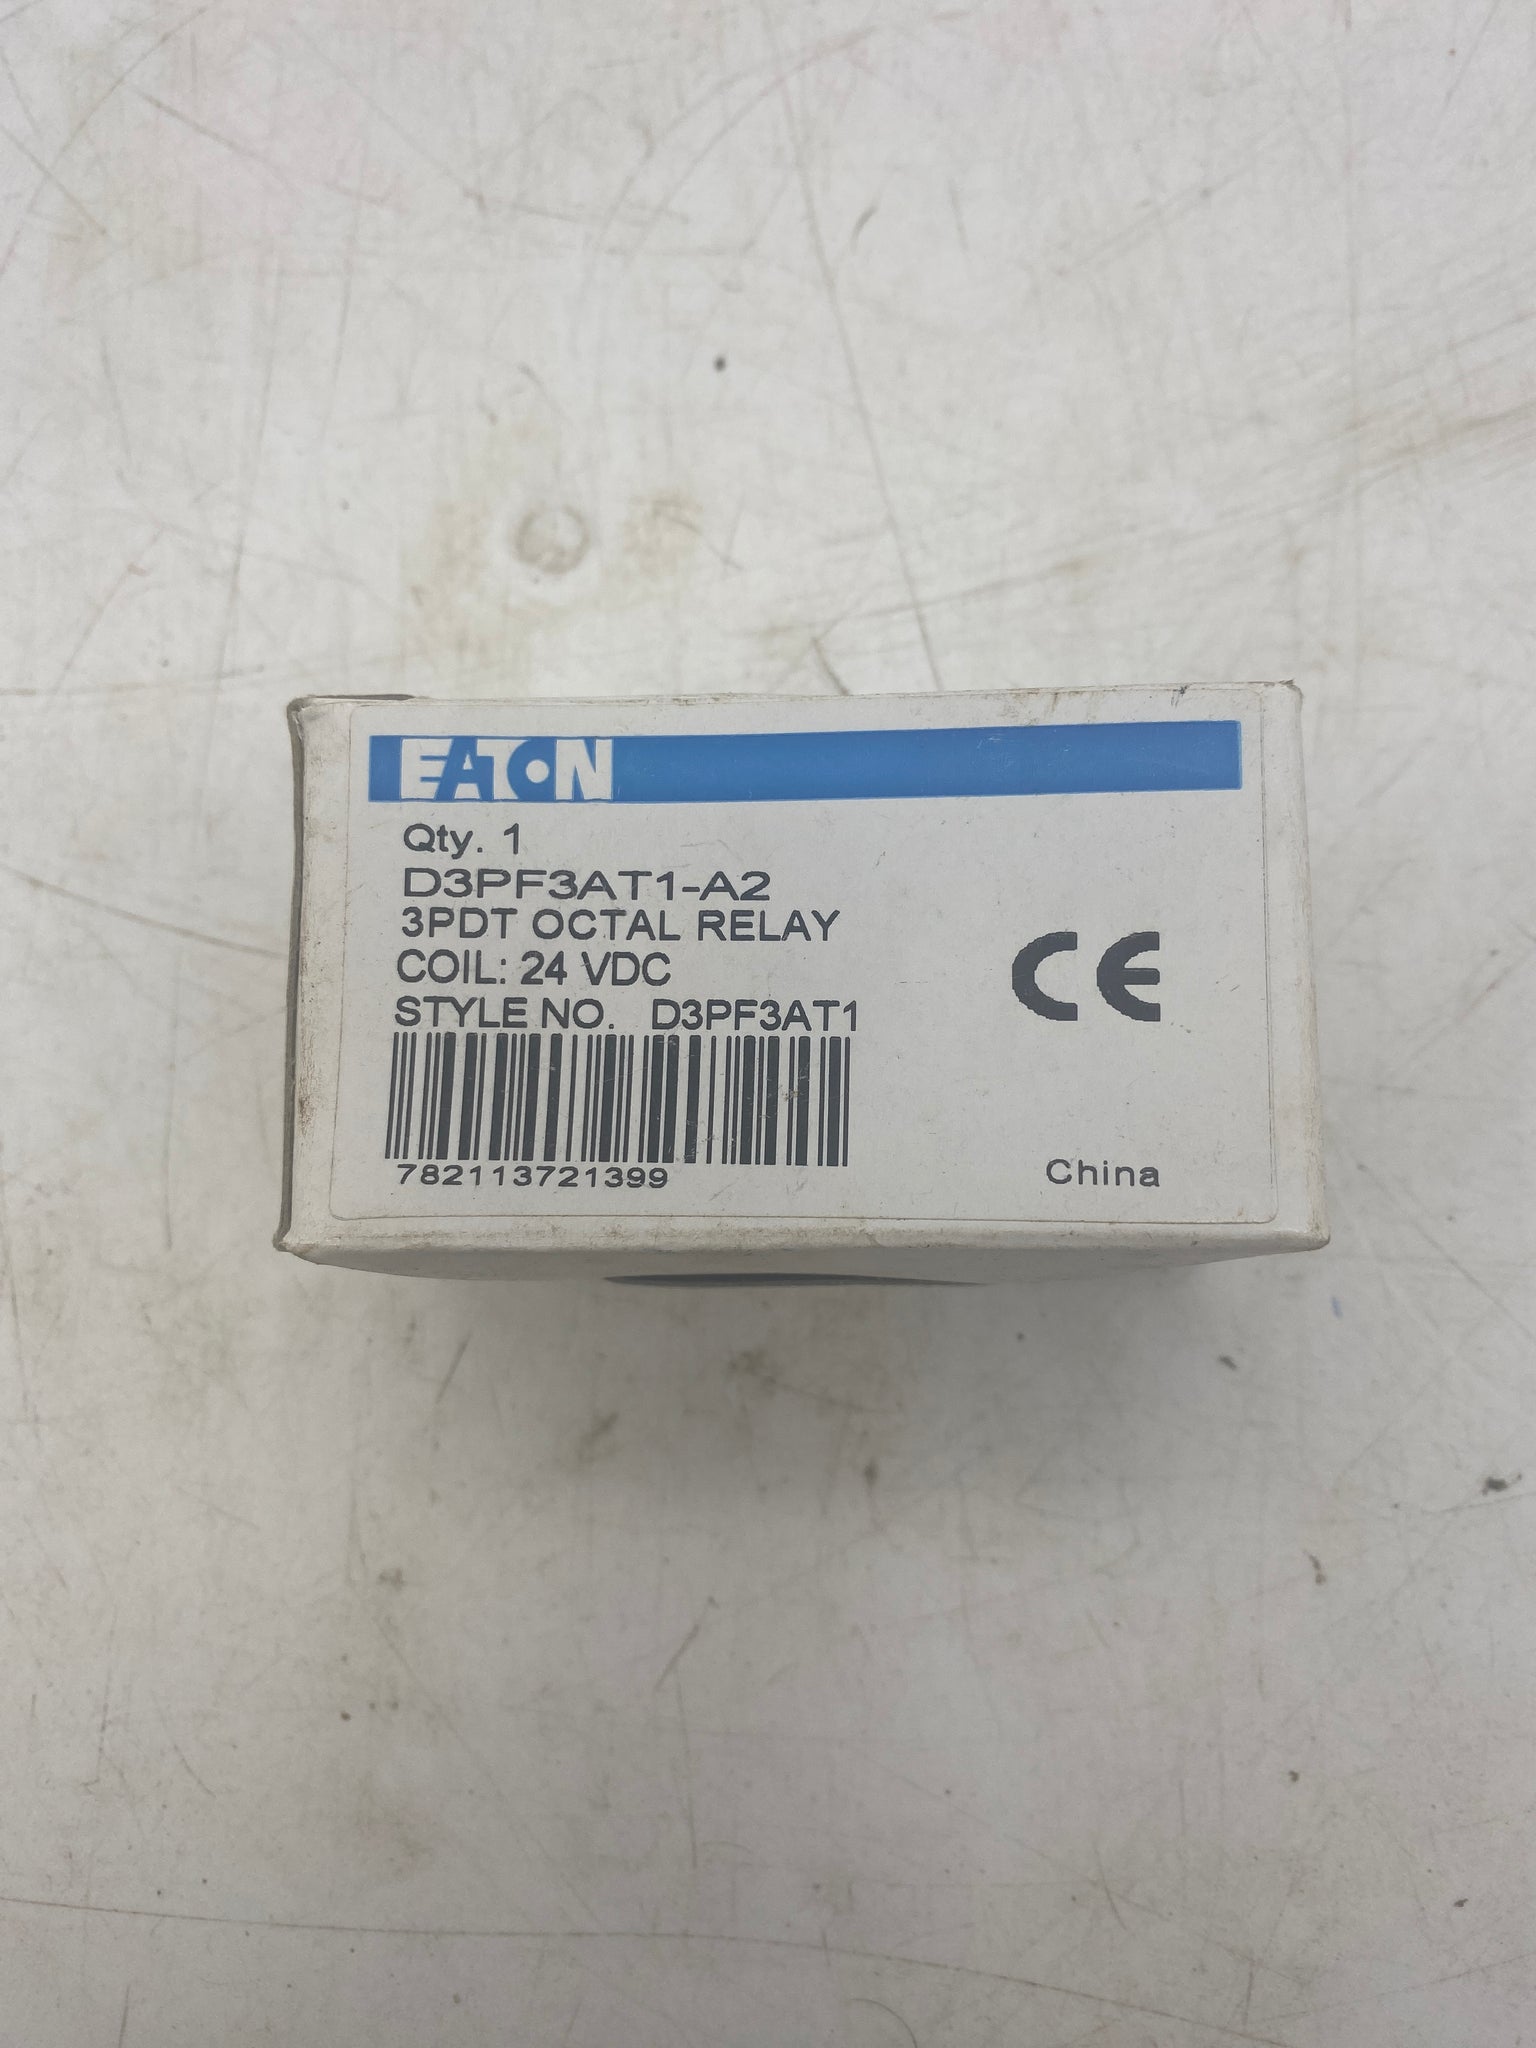 EATON
Qty. 1
D3PF3AT1-A2
3PDT OCTAL RELAY
COIL: 24 VDC
STYLE NO. D3PF3AT1
782113721399
CE
China